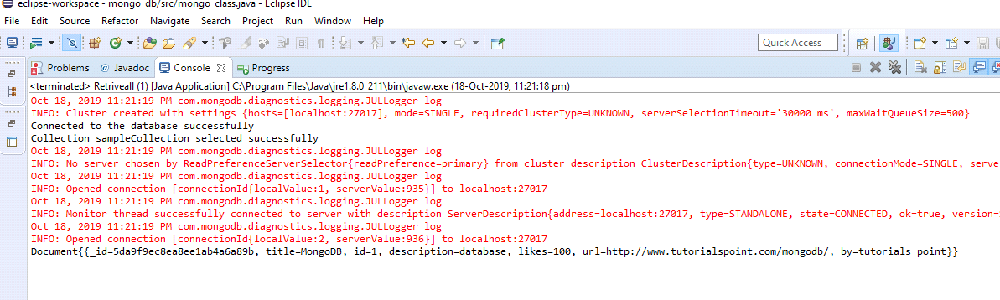 eclipse-workspace - mongo_db/src/mongo_class.java - Eclipse IDE
File Edit Source Refactor Navigate Search Project Run Window Help
Quick Access
Problems @ Javadoc Console Progress
<terminated> Retriveall (1) [Java Application] C:\Program Files\Java\jre1.8.0_211\bin\javaw.exe (18-Oct-2019, 11:21:18 pm)
Oct 18, 2019 11:21:19 PM com.mongodb.diagnostics.logging.JULLogger log
INFO: Cluster created with settings {hosts=[localhost:27017], mode=SINGLE, requiredClusterType=UNKNOWN, serverSelectionTimeout='30000 ms', maxWaitQueueSize=500}
Connected to the database successfully
Collection sampleCollection selected successfully
Oct 18, 2019 11:21:19 PM com.mongodb.diagnostics.logging.JULLogger log
INFO: No server chosen by ReadPreferenceServerSelector{readPreference=primary} from cluster description ClusterDescription{type=UNKNOWN, connectionMode=SINGLE, serve
Oct 18, 2019 11:21:19 PM com.mongodb.diagnostics.logging.JULLogger log
INFO: Opened connection [connectionId{localValue:1, serverValue:935}] to localhost:27017
Oct 18, 2019 11:21:19 PM com.mongodb.diagnostics.logging.JULLogger log
INFO: Monitor thread successfully connected to server with description ServerDescription{address=localhost:27017, type=STANDALONE, state=CONNECTED, ok=true, version=
Oct 18, 2019 11:21:19 PM com.mongodb.diagnostics.logging.JULLogger log
INFO: Opened connection [connectionId{localValue:2, serverValue:936}] to localhost:27017
Document{{_id=5da9f9ec8ea8ee1ab4a6a89b, title=MongoDB, id=1, description=database, likes=100, url=http://www.tutorialspoint.com/mongodb/, by=tutorials point}}